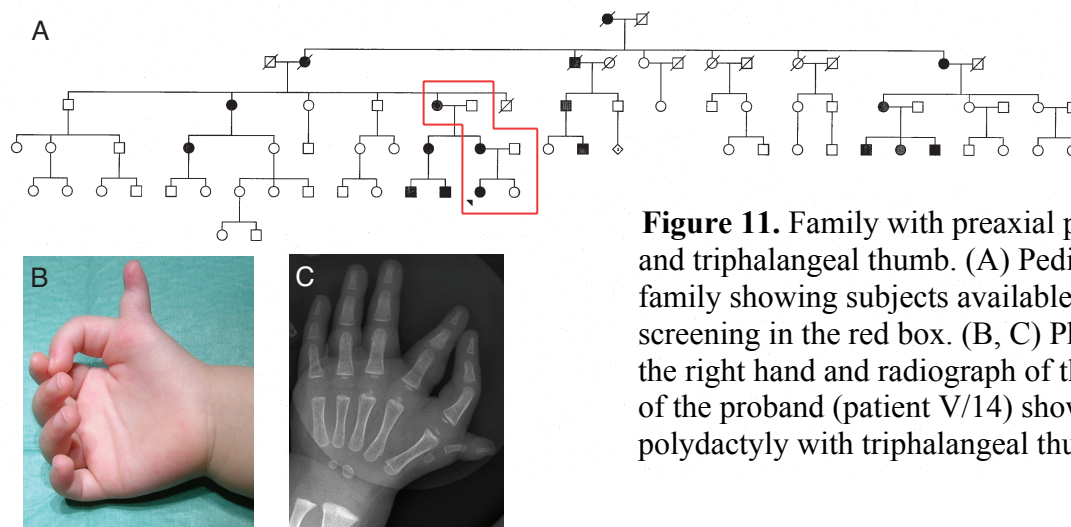 A
B
C
Figure 11. Family with preaxial p
and triphalangeal thumb. (A) Pedi
family showing subjects available
screening in the red box. (B, C) Pl
the right hand and radiograph of th
of the proband (patient V/14) show
polydactyly with triphalangeal thu